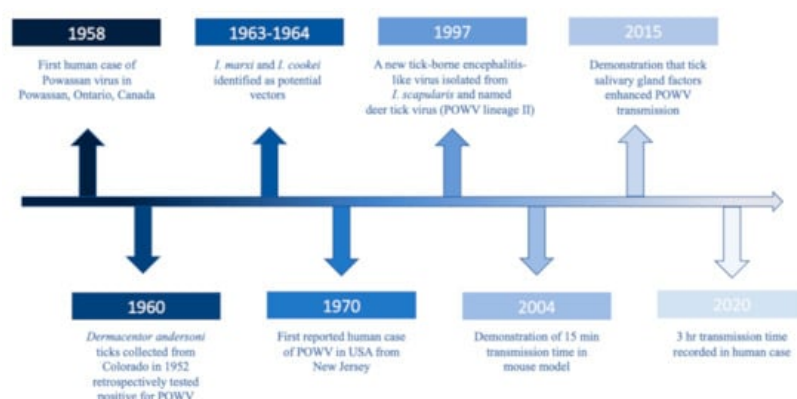 1958
First human case of
Powassan virus in
Powassan, Ontario, Canada
1963-1964
I. marxi and I. cookei
identified as potential
vectors
1997
A new tick-borne encephalitis-
like virus isolated from
I. scapularis and named
deer tick virus (POWV lineage II)
2015
Demonstration that tick
salivary gland factors
enhanced POWV
transmission
1960
Dermacentor andersoni
ticks collected from
Colorado in 1952
retrospectively tested
positive for POWV
1970
First reported human case
of POWV in USA from
New Jersey
2004
Demonstration of 15 min
transmission time in
mouse model
2020
3 hr transmission time
recorded in human case